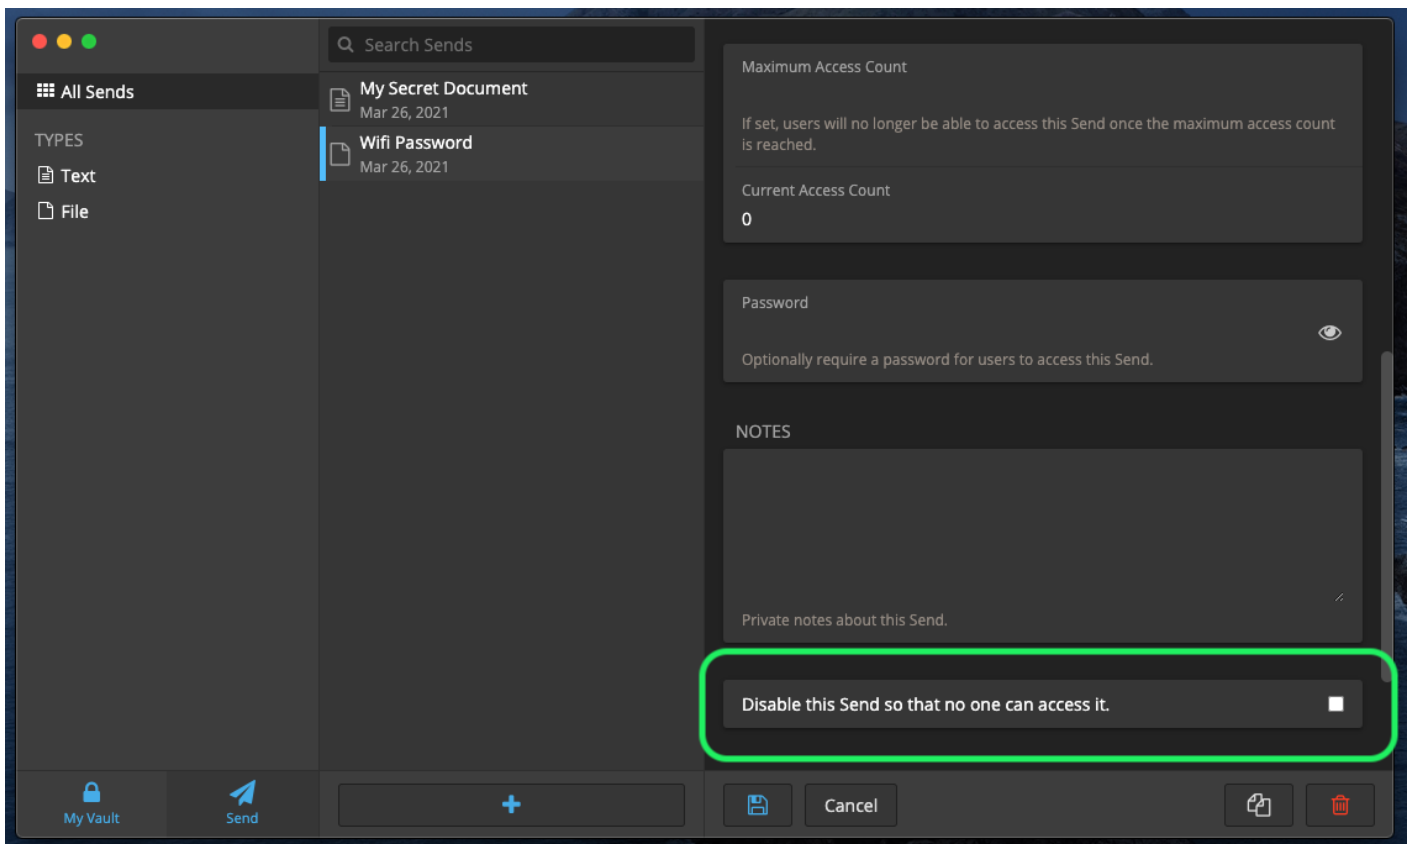 Search Sends
All Sends
TYPES
Text
File
My Secret Document
Mar 26, 2021
Wifi Password
Mar 26, 2021
Maximum Access Count
If set, users will no longer be able to access this Send once the maximum access count
is reached.
Current Access Count
0
Password
Optionally require a password for users to access this Send.
NOTES
Private notes about this Send.
Disable this Send so that no one can access it.
My Vault
Send
Cancel